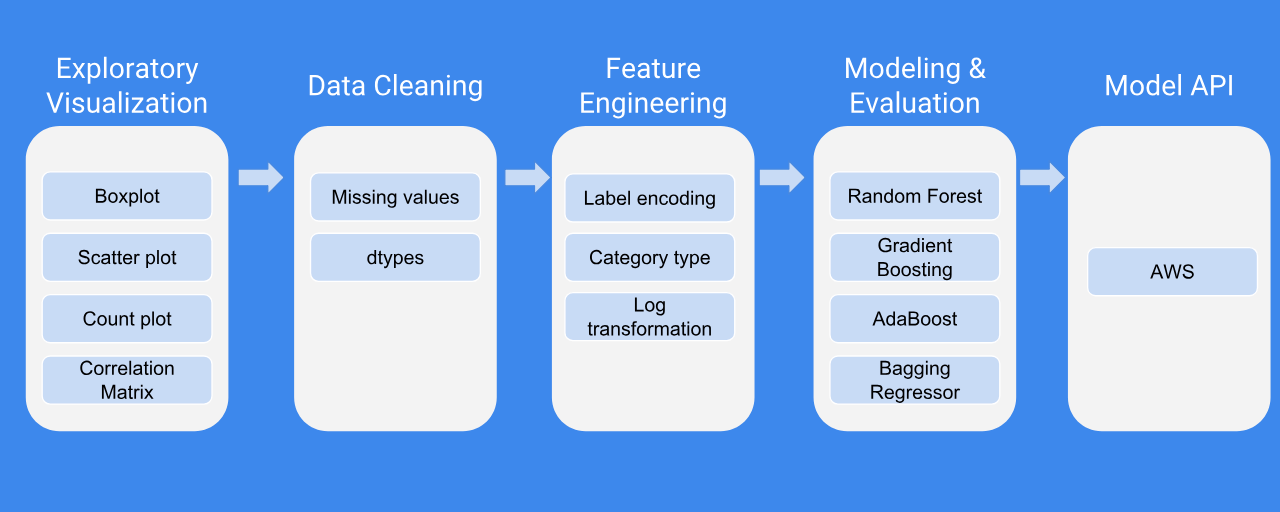 Exploratory
Visualization
Boxplot
Scatter plot
Count plot
Correlation
Matrix
Data Cleaning
Missing values
dtypes
Feature
Engineering
Label encoding
Category type
Log
transformation
Modeling &
Evaluation
Random Forest
Gradient
Boosting
AdaBoost
Bagging
Regressor
Model API
AWS